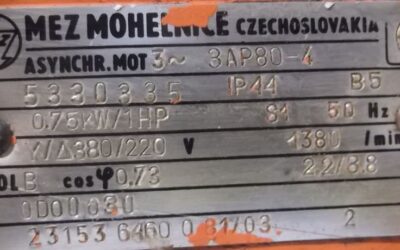 MEZ MOHELNICE CZECHOSLOVAKIA
ASYNCHR. MOT 3~ 3AP80-4
5330335 IP44 B5
0.75kW/1HP S1 50 Hz
Y/Δ380/220 V 1380 /min
B cosφ0.73 2.2/3.8
0D00080
23153 6460 0 81/03. 2